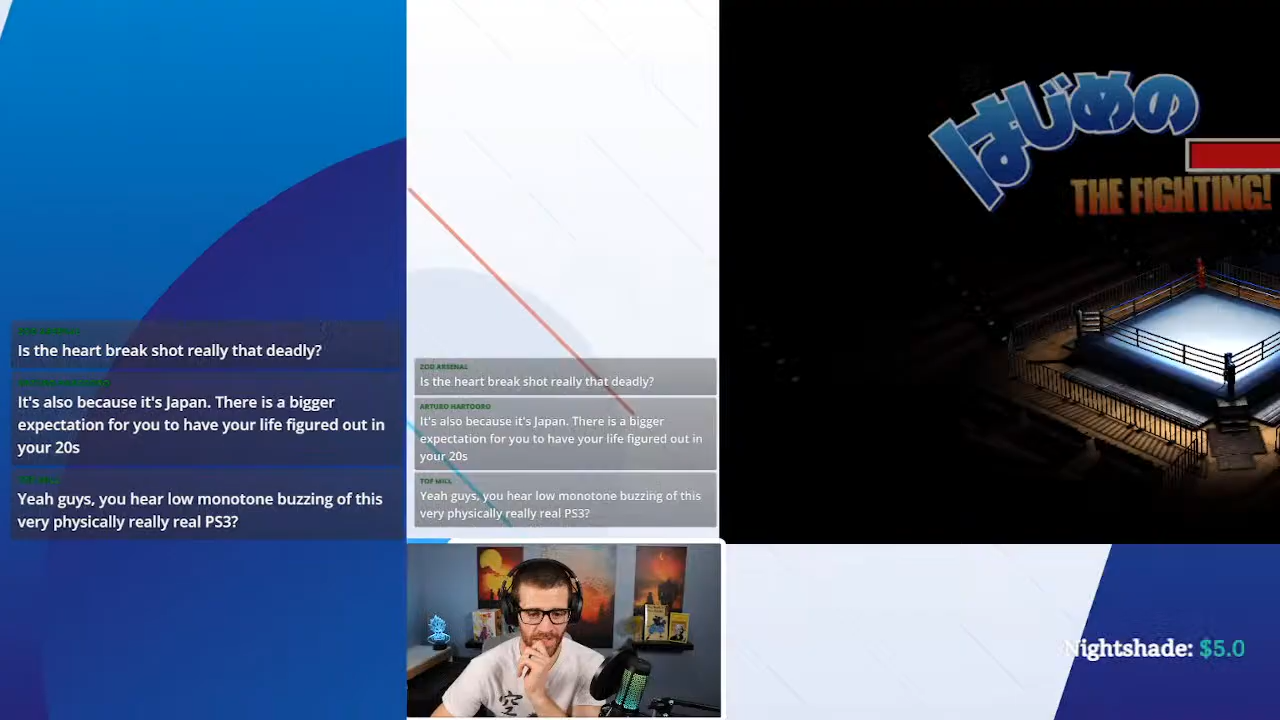 Is the heart break shot really that deadly?
It's also because it's Japan. There is a bigger
expectation for you to have your life figured out in
your 20s
Yeah guys, you hear low monotone buzzing of this
very physically really real PS3?
ZOD ARSENAL
Is the heart break shot really that deadly?
ARTURO HARTOORO
It's also because it's Japan. There is a bigger
expectation for you to have your life figured out in
your 20s
TOF WILL
Yeah guys, you hear low monotone buzzing of this
very physically really real PS3?
はじめの
THE FIGHTING!
空
Nightshade: $5.0